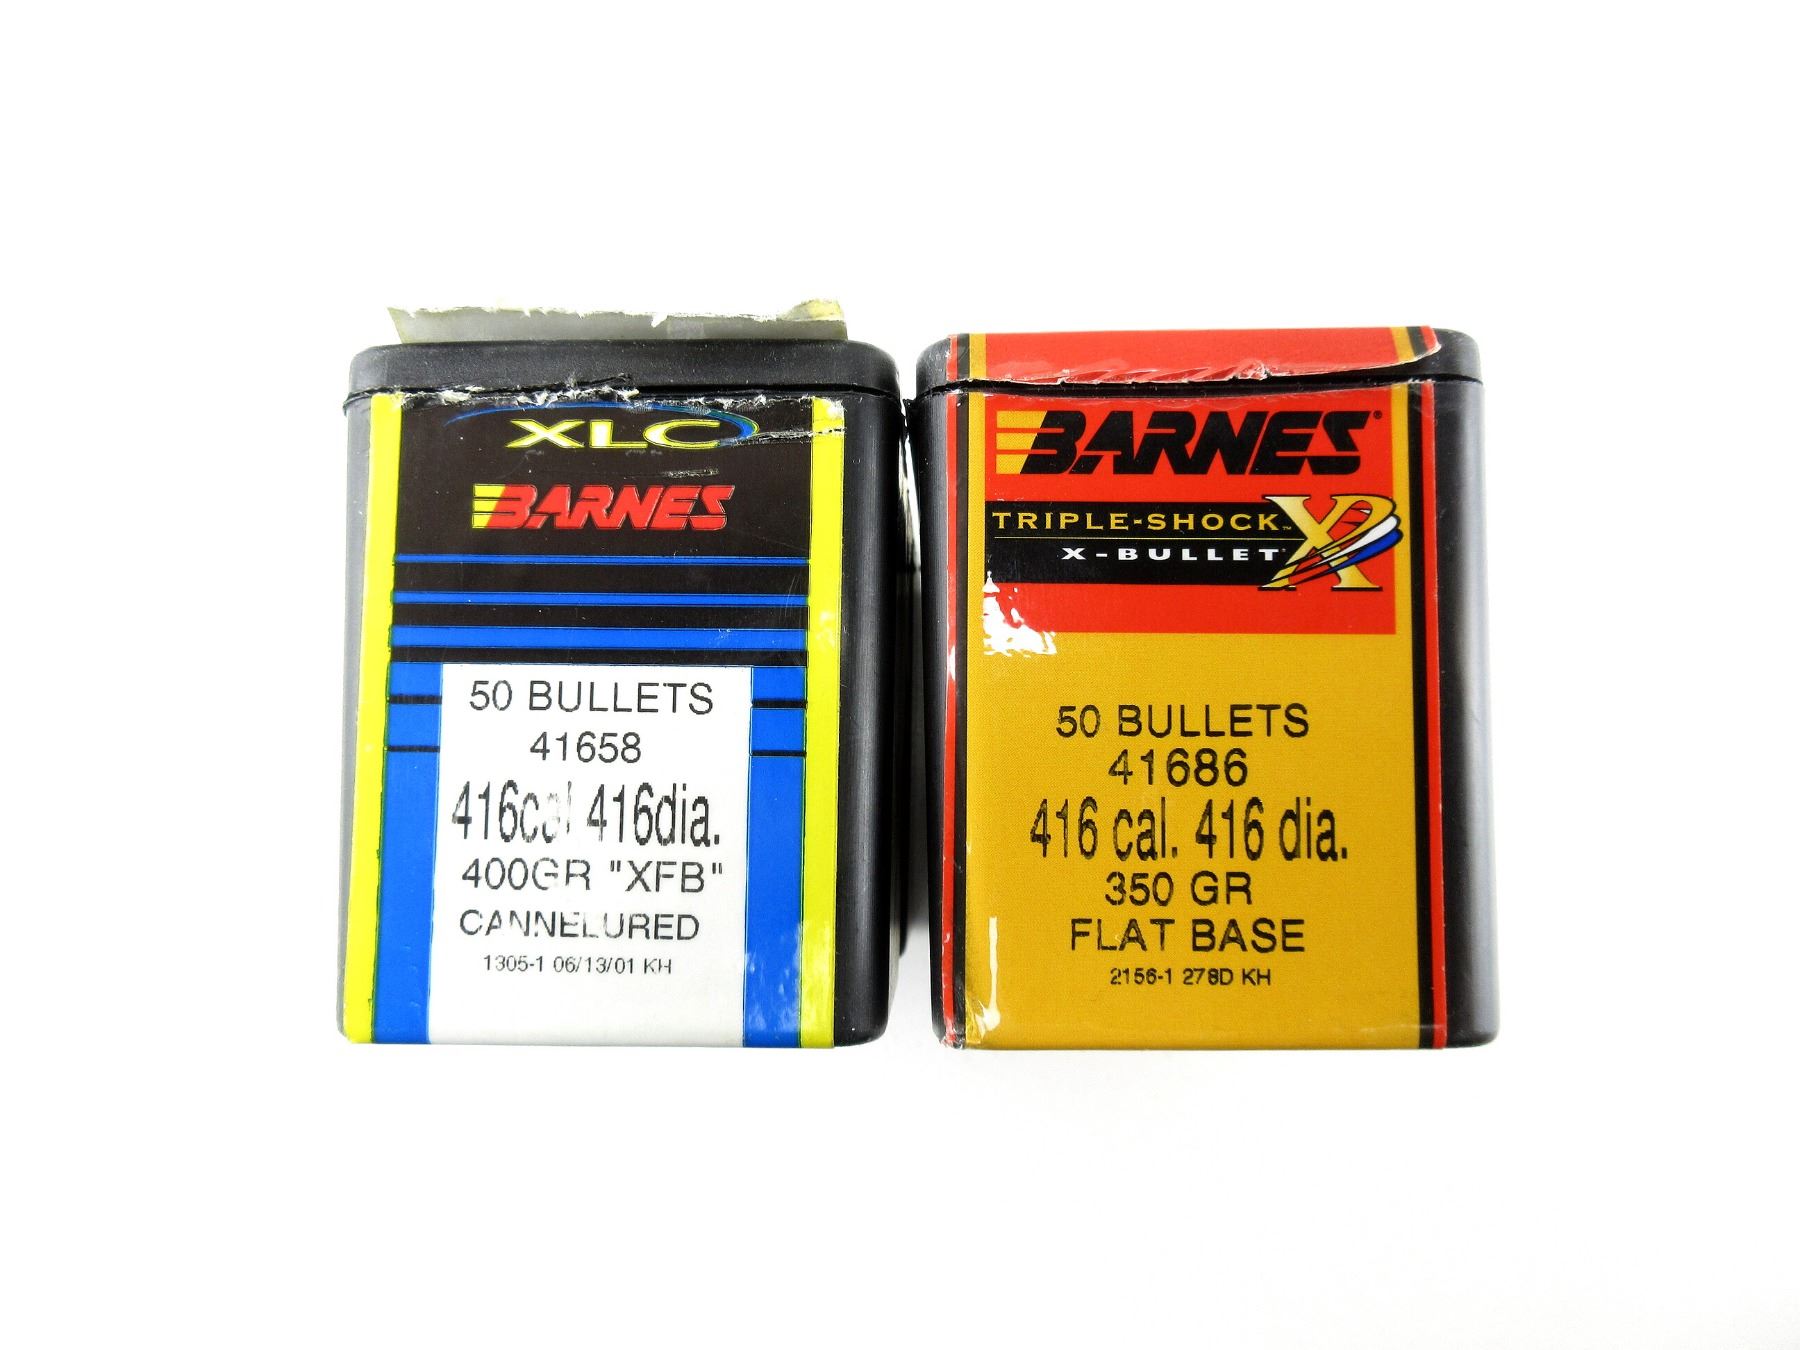 XLC
BARNES
50 BULLETS
41658
416cal 416dia.
400GR "XFB"
CANNELURED
1305-1 06/13/01 KH
BARNES®
TRIPLE-SHOCK™ X
X-BULLET®
50 BULLETS
41686
416 cal. 416 dia.
350 GR
FLAT BASE
2156-1 278D KH